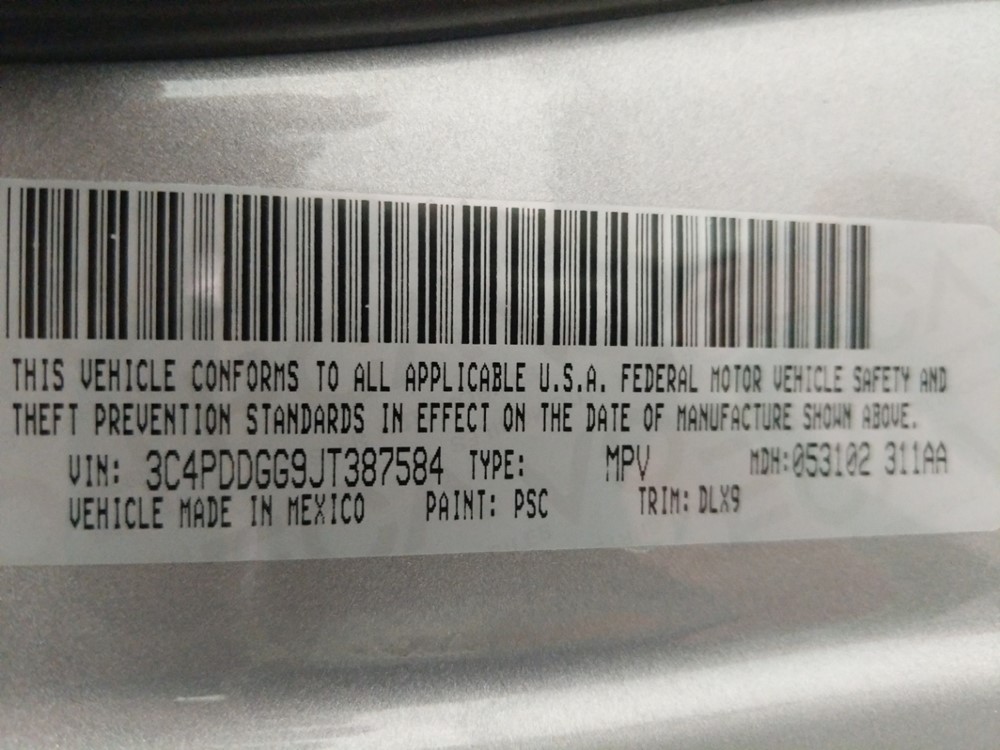 THIS VEHICLE CONFORMS TO ALL APPLICABLE U.S.A. FEDERAL MOTOR VEHICLE SAFETY AND
THEFT PREVENTION STANDARDS IN EFFECT ON THE DATE OF MANUFACTURE SHOWN ABOVE.
VIN: 3C4PDDGG9JT387584 TYPE: MPV MDH:053102 311AA
VEHICLE MADE IN MEXICO PAINT: PSC TRIM: DLX9